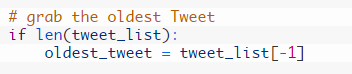 # grab the oldest Tweet
if len(tweet_list):
    oldest_tweet = tweet_list[-1]